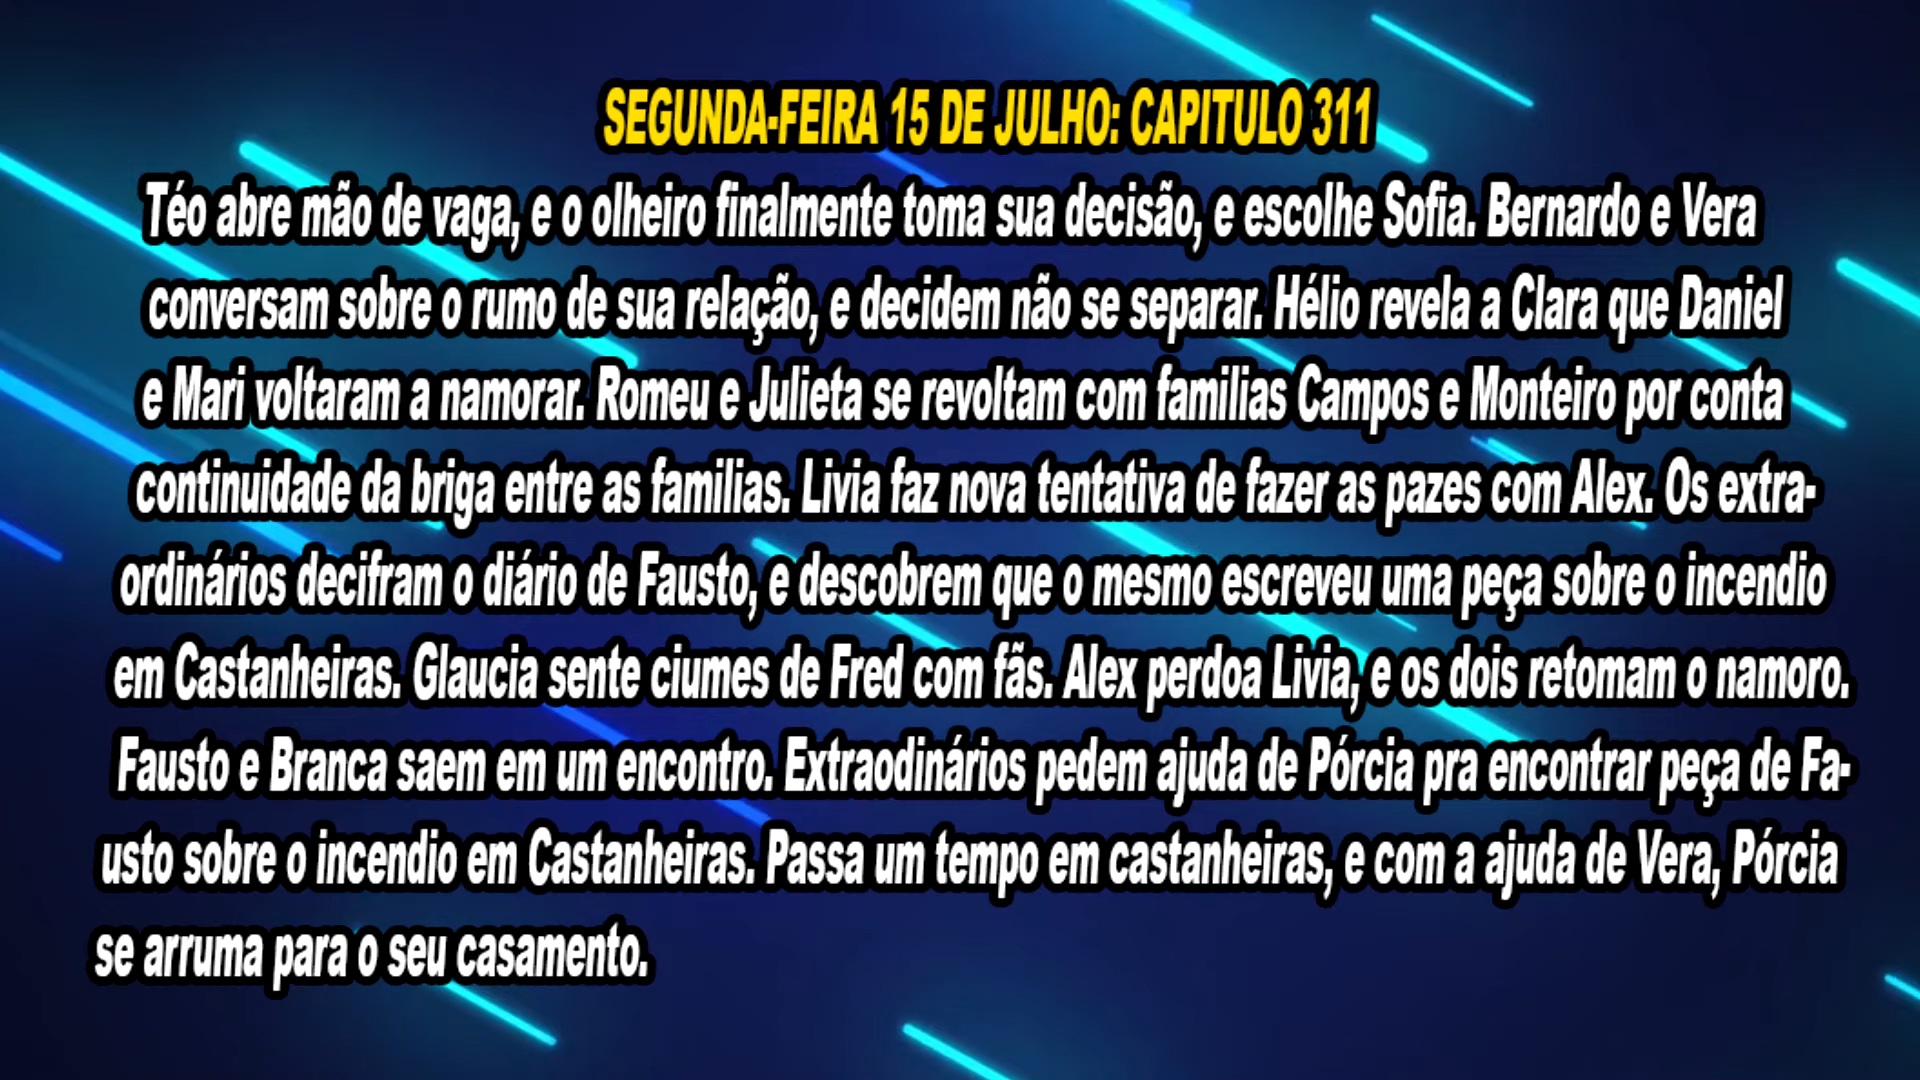 SEGUNDA-FEIRA 15 DE JULHO: CAPITULO 311
Téo abre mão de vaga, e o olheiro finalmente toma sua decisão, e escolhe Sofia. Bernardo e Vera
conversam sobre o rumo de sua relação, e decidem não se separar. Hélio revela a Clara que Daniel
e Mari voltaram a namorar. Romeu e Julieta se revoltam com familias Campos e Monteiro por conta
continuidade da briga entre as familias. Livia faz nova tentativa de fazer as pazes com Alex. Os extra-
ordinários decifram o diário de Fausto, e descobrem que o mesmo escreveu uma peça sobre o incendio
em Castanheiras. Glaucia sente ciumes de Fred com fãs. Alex perdoa Livia, e os dois retomam o namoro.
Fausto e Branca saem em um encontro. Extraodinários pedem ajuda de Pórcia pra encontrar peça de Fa-
usto sobre o incendio em Castanheiras. Passa um tempo em castanheiras, e com a ajuda de Vera, Pórcia
se arruma para o seu casamento.